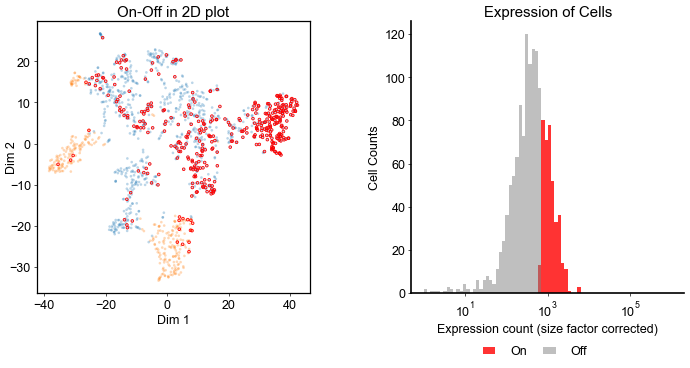 On-Off in 2D plot
20
10
0
−10
−20
−30
Dim 2
−40
−20
0
20
40
Dim 1
Expression of Cells
120
100
80
60
40
20
0
Cell Counts
10^1
10^3
10^5
Expression count (size factor corrected)
On
Off